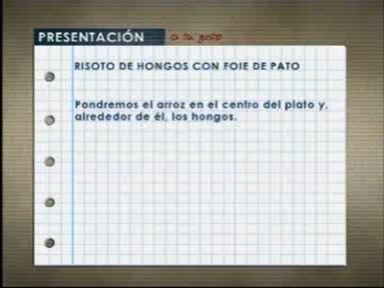 PRESENTACIÓN a tu gusto
RISOTO DE HONGOS CON FOIE DE PATO
Pondremos el arroz en el centro del plato y,
alrededor de él, los hongos.